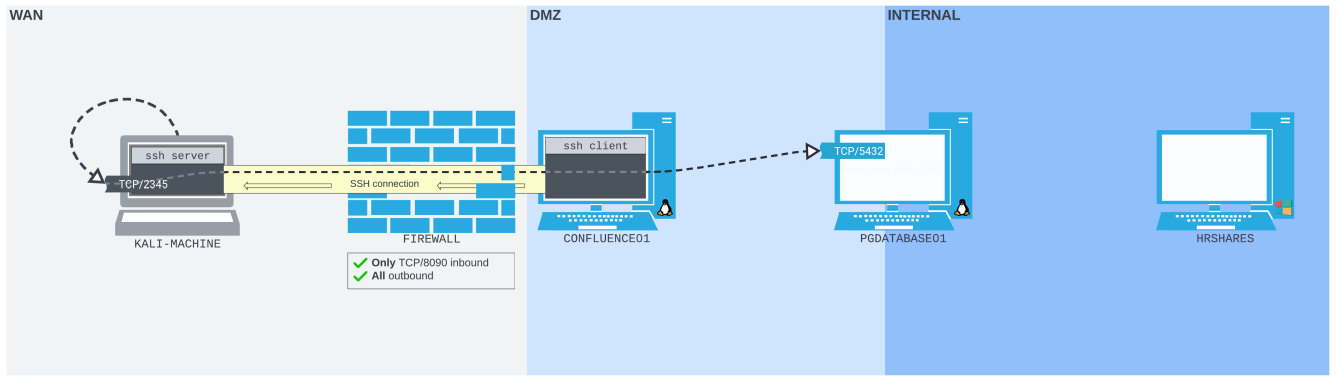 WAN
DMZ
INTERNAL
ssh server
TCP/2345
SSH connection
ssh client
TCP/5432
KALI-MACHINE
FIREWALL
CONFLUENCE01
PGDATABASE01
HRSHARES
Only TCP/8090 inbound
All outbound